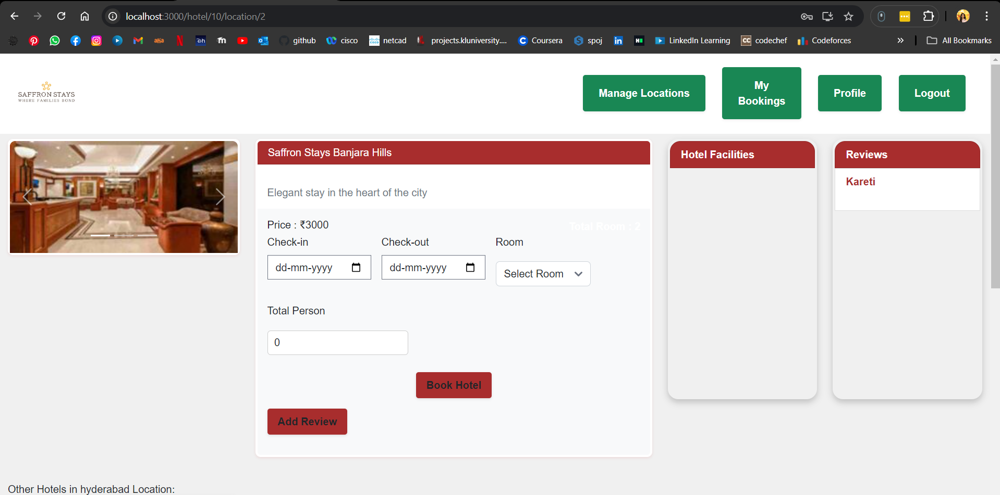 localhost:3000/hotel/10/location/2
github
cisco
netcad
projects.kluniversity....
Coursera
spoj
LinkedIn Learning
codechef
Codeforces
All Bookmarks
SAFFRON STAYS
WHERE FAMILIES BOND
Manage Locations
My
Bookings
Profile
Logout
Saffron Stays Banjara Hills
Elegant stay in the heart of the city
Price : ₹3000
Total Room : 2
Check-in
Check-out
Room
dd-mm-yyyy
dd-mm-yyyy
Select Room
Total Person
0
Book Hotel
Add Review
Hotel Facilities
Reviews
Kareti
Other Hotels in hyderabad Location: